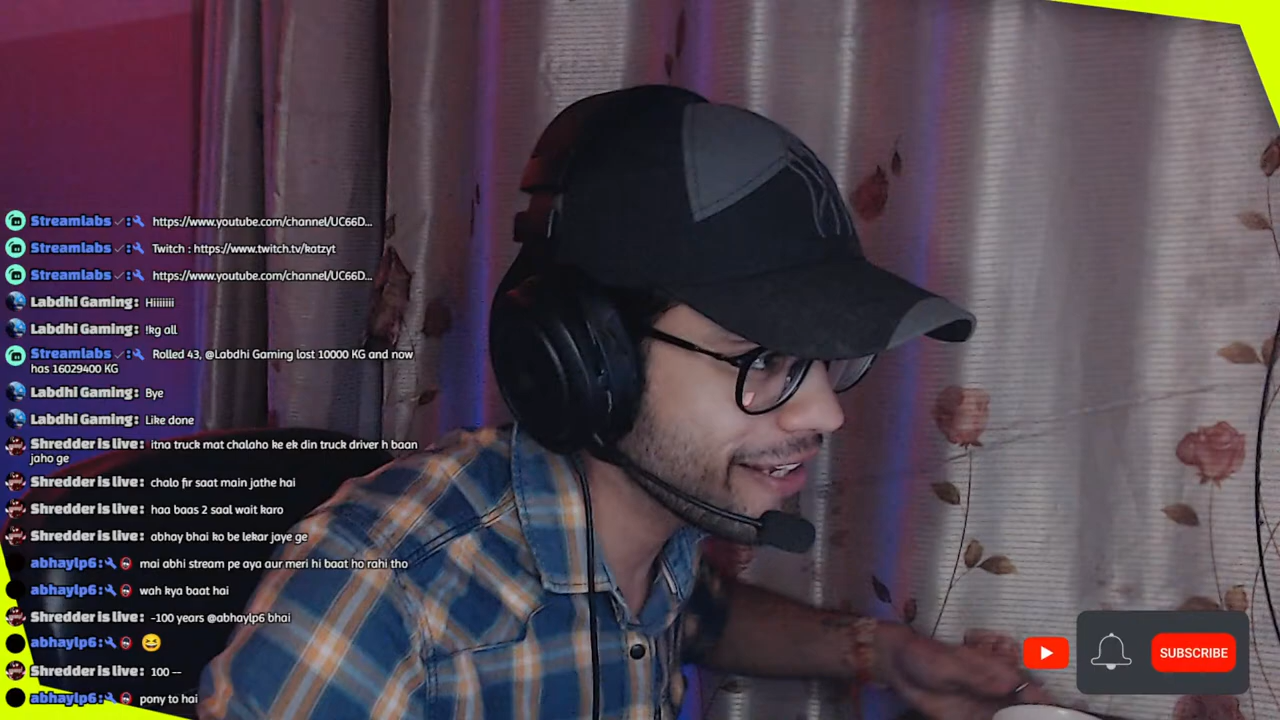 Streamlabs : https://www.youtube.com/channel/UC66D...
Streamlabs : Twitch : https://www.twitch.tv/katzyt
Streamlabs : https://www.youtube.com/channel/UC66D...
Labdhi Gaming : Hiiiiiii
Labdhi Gaming : !kg all
Streamlabs : Rolled 43, @Labdhi Gaming lost 10000 KG and now
has 16029400 KG
Labdhi Gaming : Bye
Labdhi Gaming : Like done
Shredder is live : itna truck mat chalaho ke ek din truck driver h baan
jaho ge
Shredder is live : chalo fir saat main jathe hai
Shredder is live : haa baas 2 saal wait karo
Shredder is live : abhay bhai ko be lekar jaye ge
abhaylp6 : mai abhi stream pe aya aur meri hi baat ho rahi tho
abhaylp6 : wah kya baat hai
Shredder is live : -100 years @abhaylp6 bhai
abhaylp6 : 😆
Shredder is live : 100 --
abhaylp6 : pony to hai
SUBSCRIBE